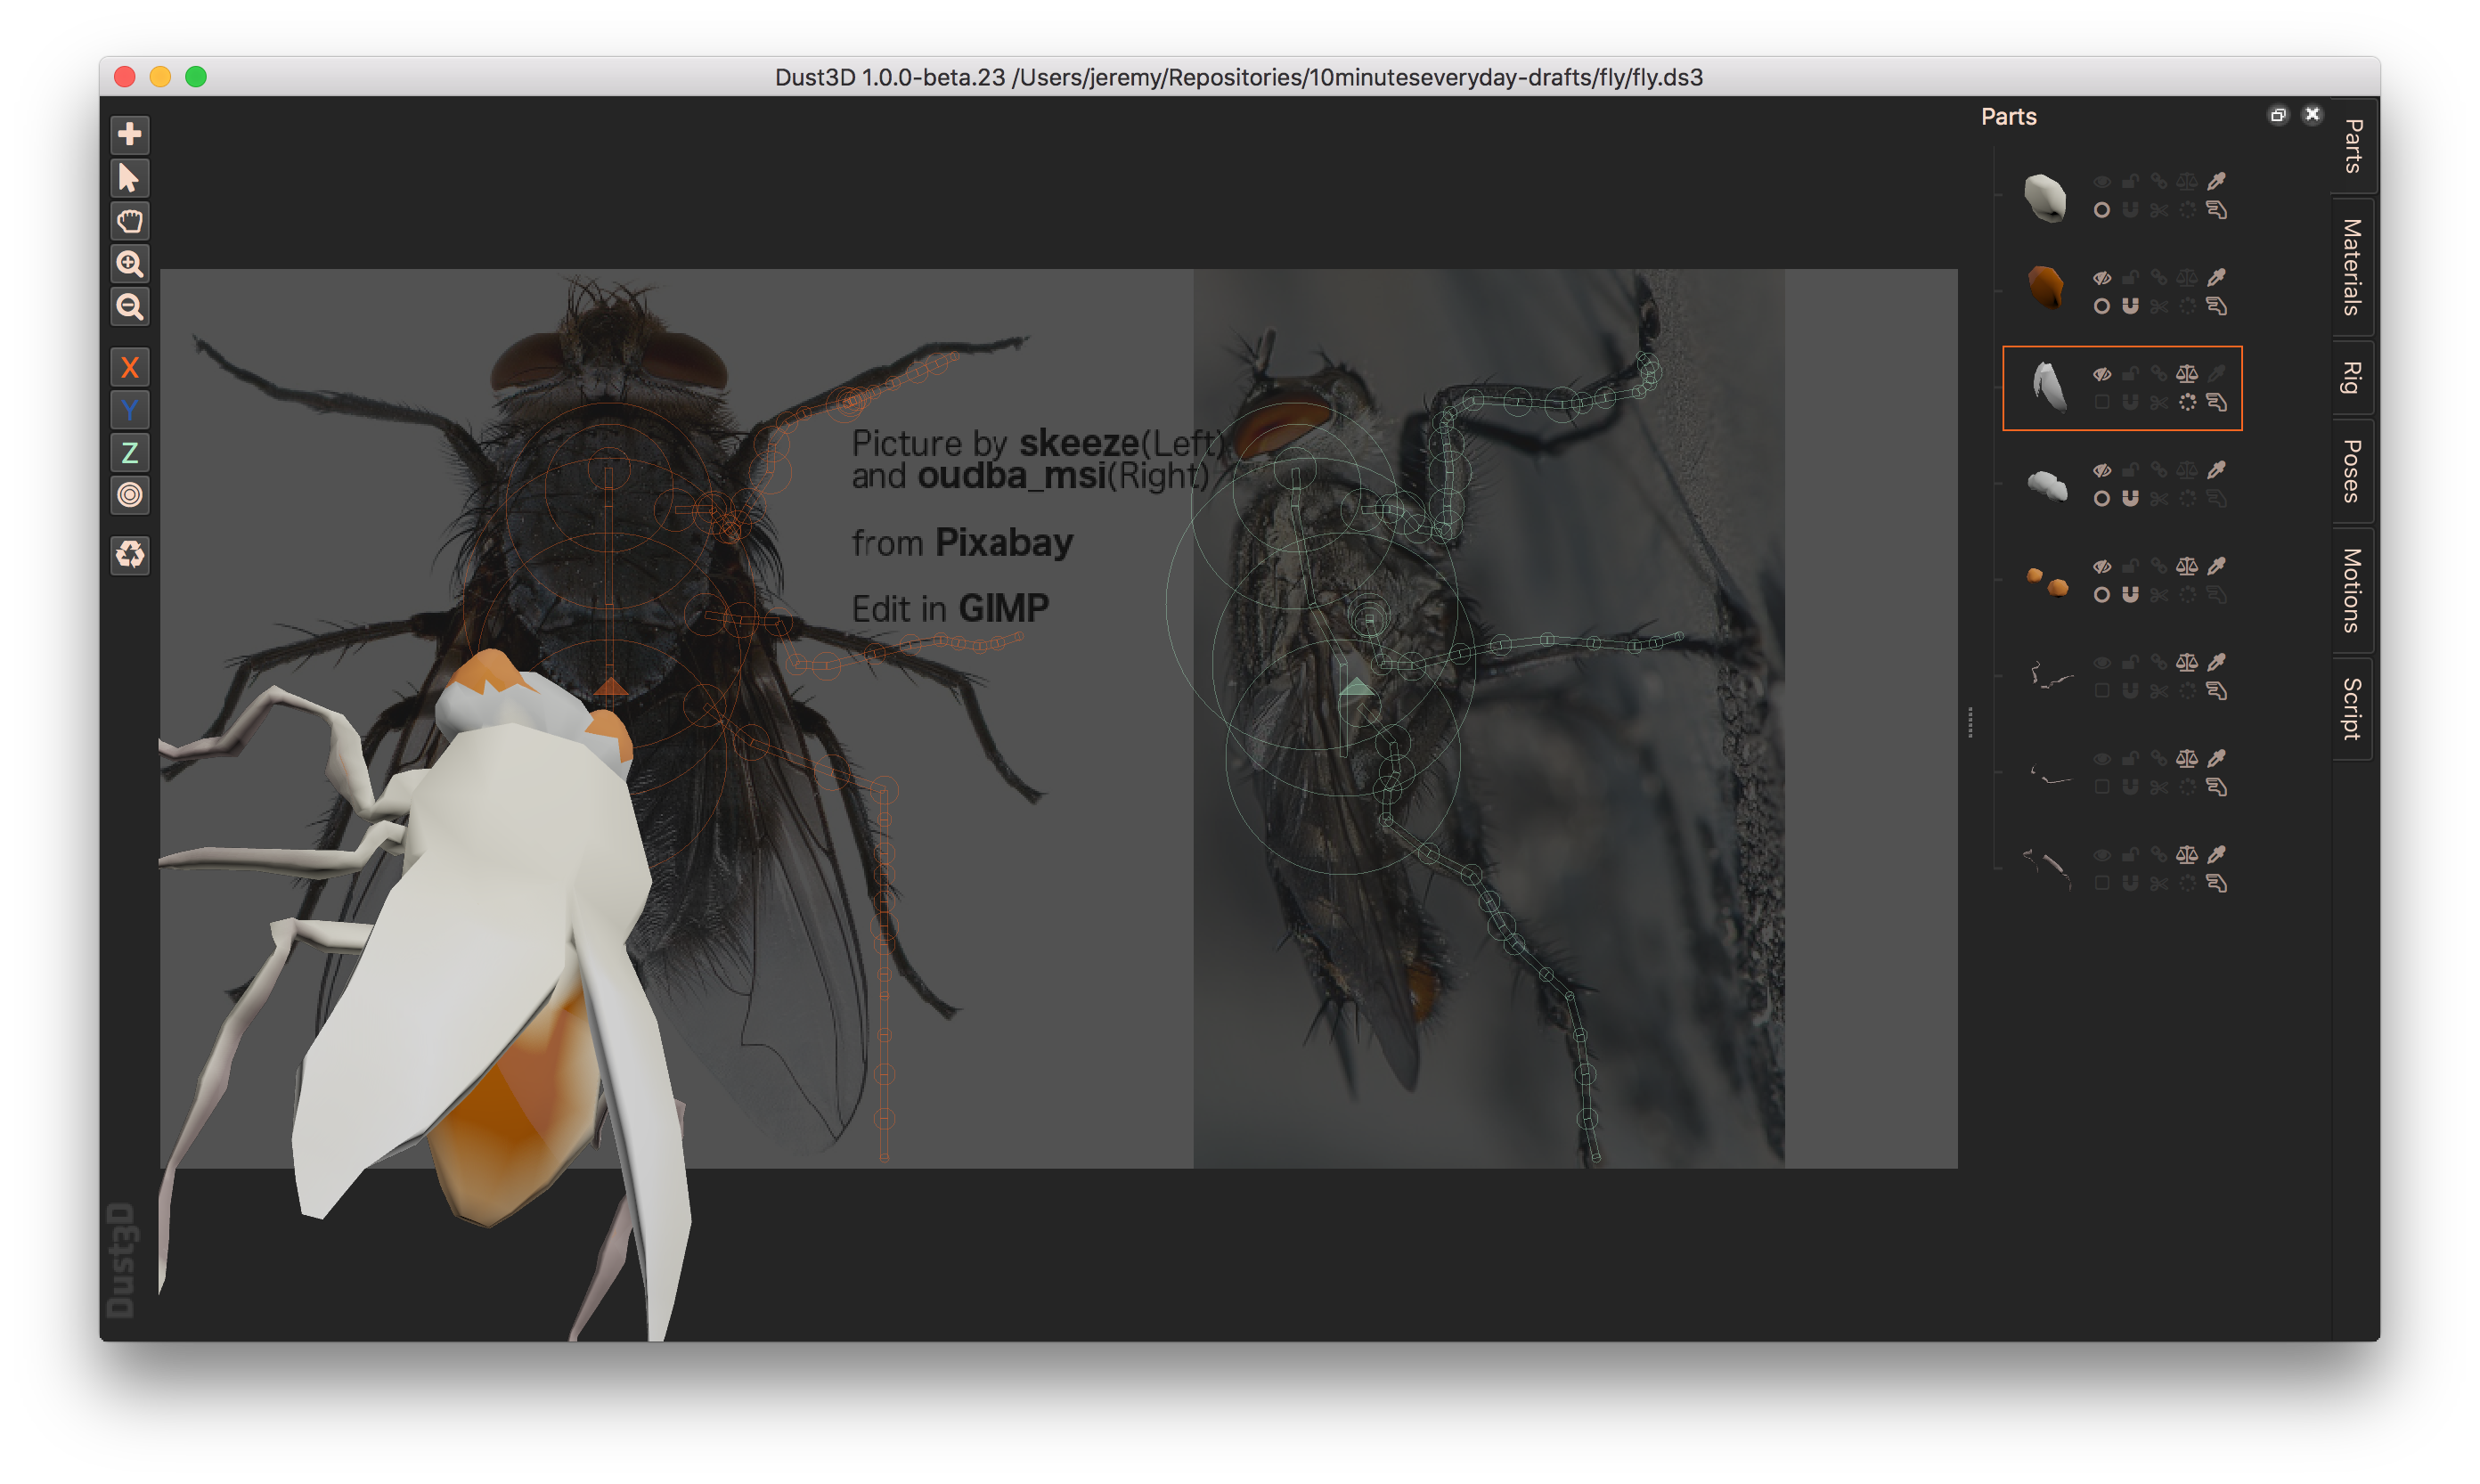 Dust3D 1.0.0-beta.23 /Users/jeremy/Repositories/10minuteseveryday-drafts/fly/fly.ds3
Parts
Parts
Materials
Rig
Poses
Motions
Script
X
Y
Z
Picture by skeeze(Left)
and oudba_msi(Right)
from Pixabay
Edit in GIMP
Dust3D